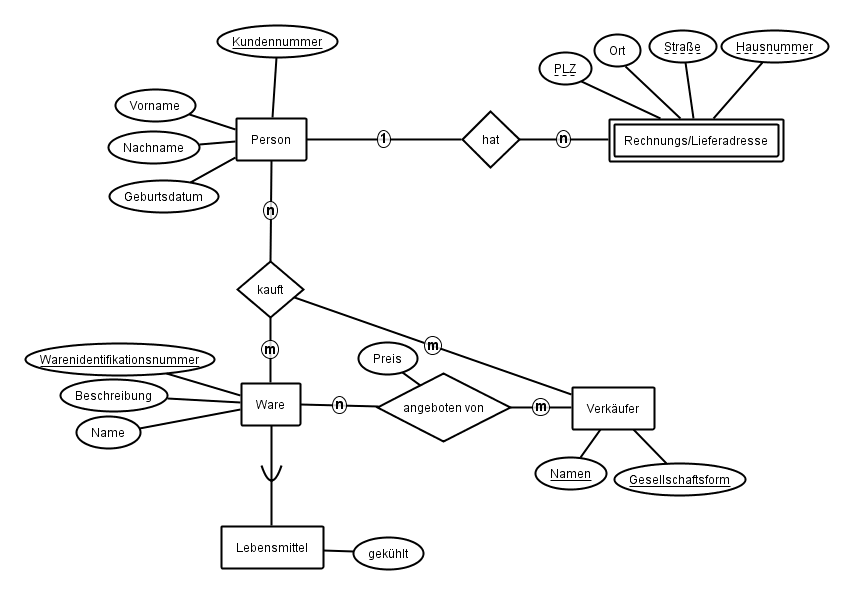 Kundennummer
PLZ
Ort
Straße
Hausnummer
Vorname
Nachname
Geburtsdatum
Person
1
hat
n
Rechnungs/Lieferadresse
n
kauft
m
m
Warenidentifikationsnummer
Beschreibung
Name
Ware
n
Preis
angeboten von
m
Verkäufer
Namen
Gesellschaftsform
Lebensmittel
gekühlt